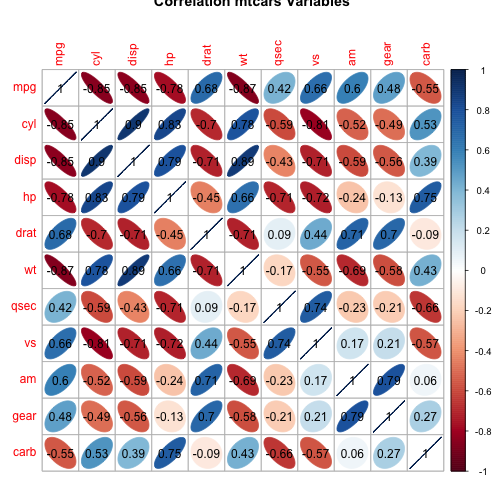 Correlation mtcars Variables
mpg cyl disp hp drat wt qsec vs am gear carb
mpg 1 -0.85 -0.85 -0.78 0.68 -0.87 0.42 0.66 0.6 0.48 -0.55
cyl -0.85 1 0.9 0.83 -0.7 0.78 -0.59 -0.81 -0.52 -0.49 0.53
disp -0.85 0.9 1 0.79 -0.71 0.89 -0.43 -0.71 -0.59 -0.56 0.39
hp -0.78 0.83 0.79 1 -0.45 0.66 -0.71 -0.72 -0.24 -0.13 0.75
drat 0.68 -0.7 -0.71 -0.45 1 -0.71 0.09 0.44 0.71 0.7 -0.09
wt -0.87 0.78 0.89 0.66 -0.71 1 -0.17 -0.55 -0.69 -0.58 0.43
qsec 0.42 -0.59 -0.43 -0.71 0.09 -0.17 1 0.74 -0.23 -0.21 -0.66
vs 0.66 -0.81 -0.71 -0.72 0.44 -0.55 0.74 1 0.17 0.21 -0.57
am 0.6 -0.52 -0.59 -0.24 0.71 -0.69 -0.23 0.17 1 0.79 0.06
gear 0.48 -0.49 -0.56 -0.13 0.7 -0.58 -0.21 0.21 0.79 1 0.27
carb -0.55 0.53 0.39 0.75 -0.09 0.43 -0.66 -0.57 0.06 0.27 1
1
0.8
0.6
0.4
0.2
0
-0.2
-0.4
-0.6
-0.8
-1